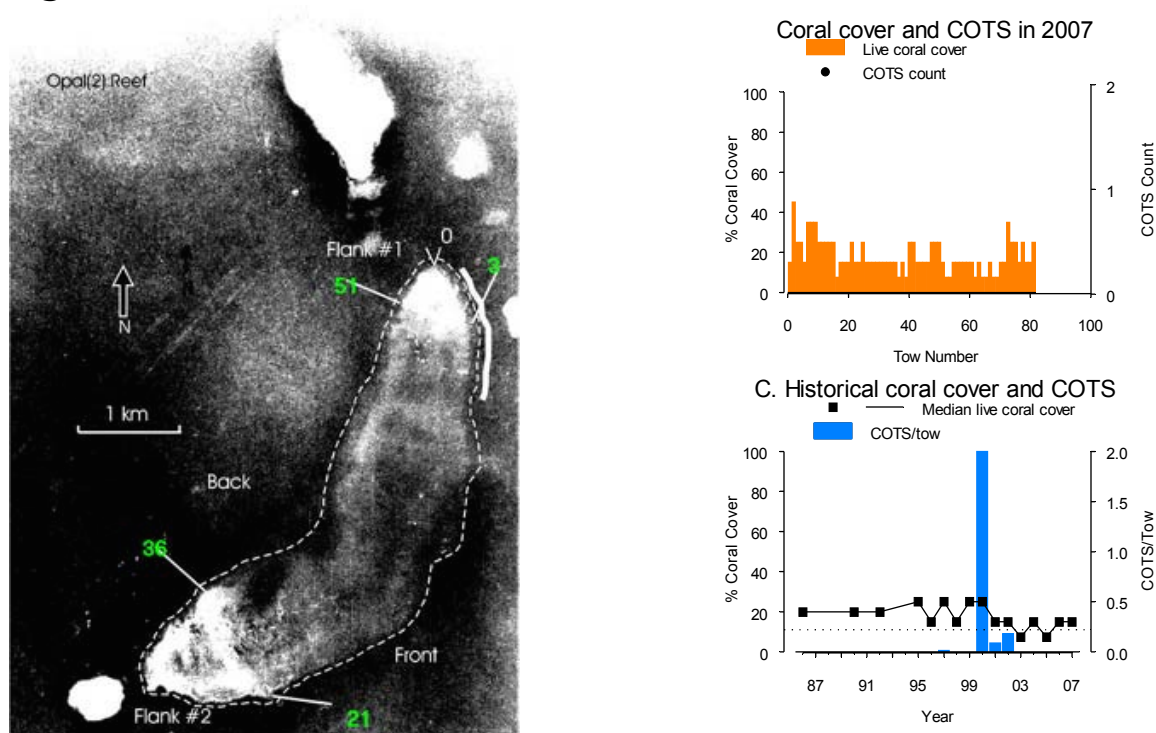 Opal(2) Reef
Flank #1
0
3
51
N
1 km
Back
36
Front
Flank #2
21
Coral cover and COTS in 2007
Live coral cover
COTS count
100
80
60
40
20
0
% Coral Cover
2
1
0
COTS Count
0 20 40 60 80 100
Tow Number
C. Historical coral cover and COTS
Median live coral cover
COTS/tow
100
80
60
40
20
0
% Coral Cover
2.0
1.5
1.0
0.5
0.0
COTS/Tow
87 91 95 99 03 07
Year